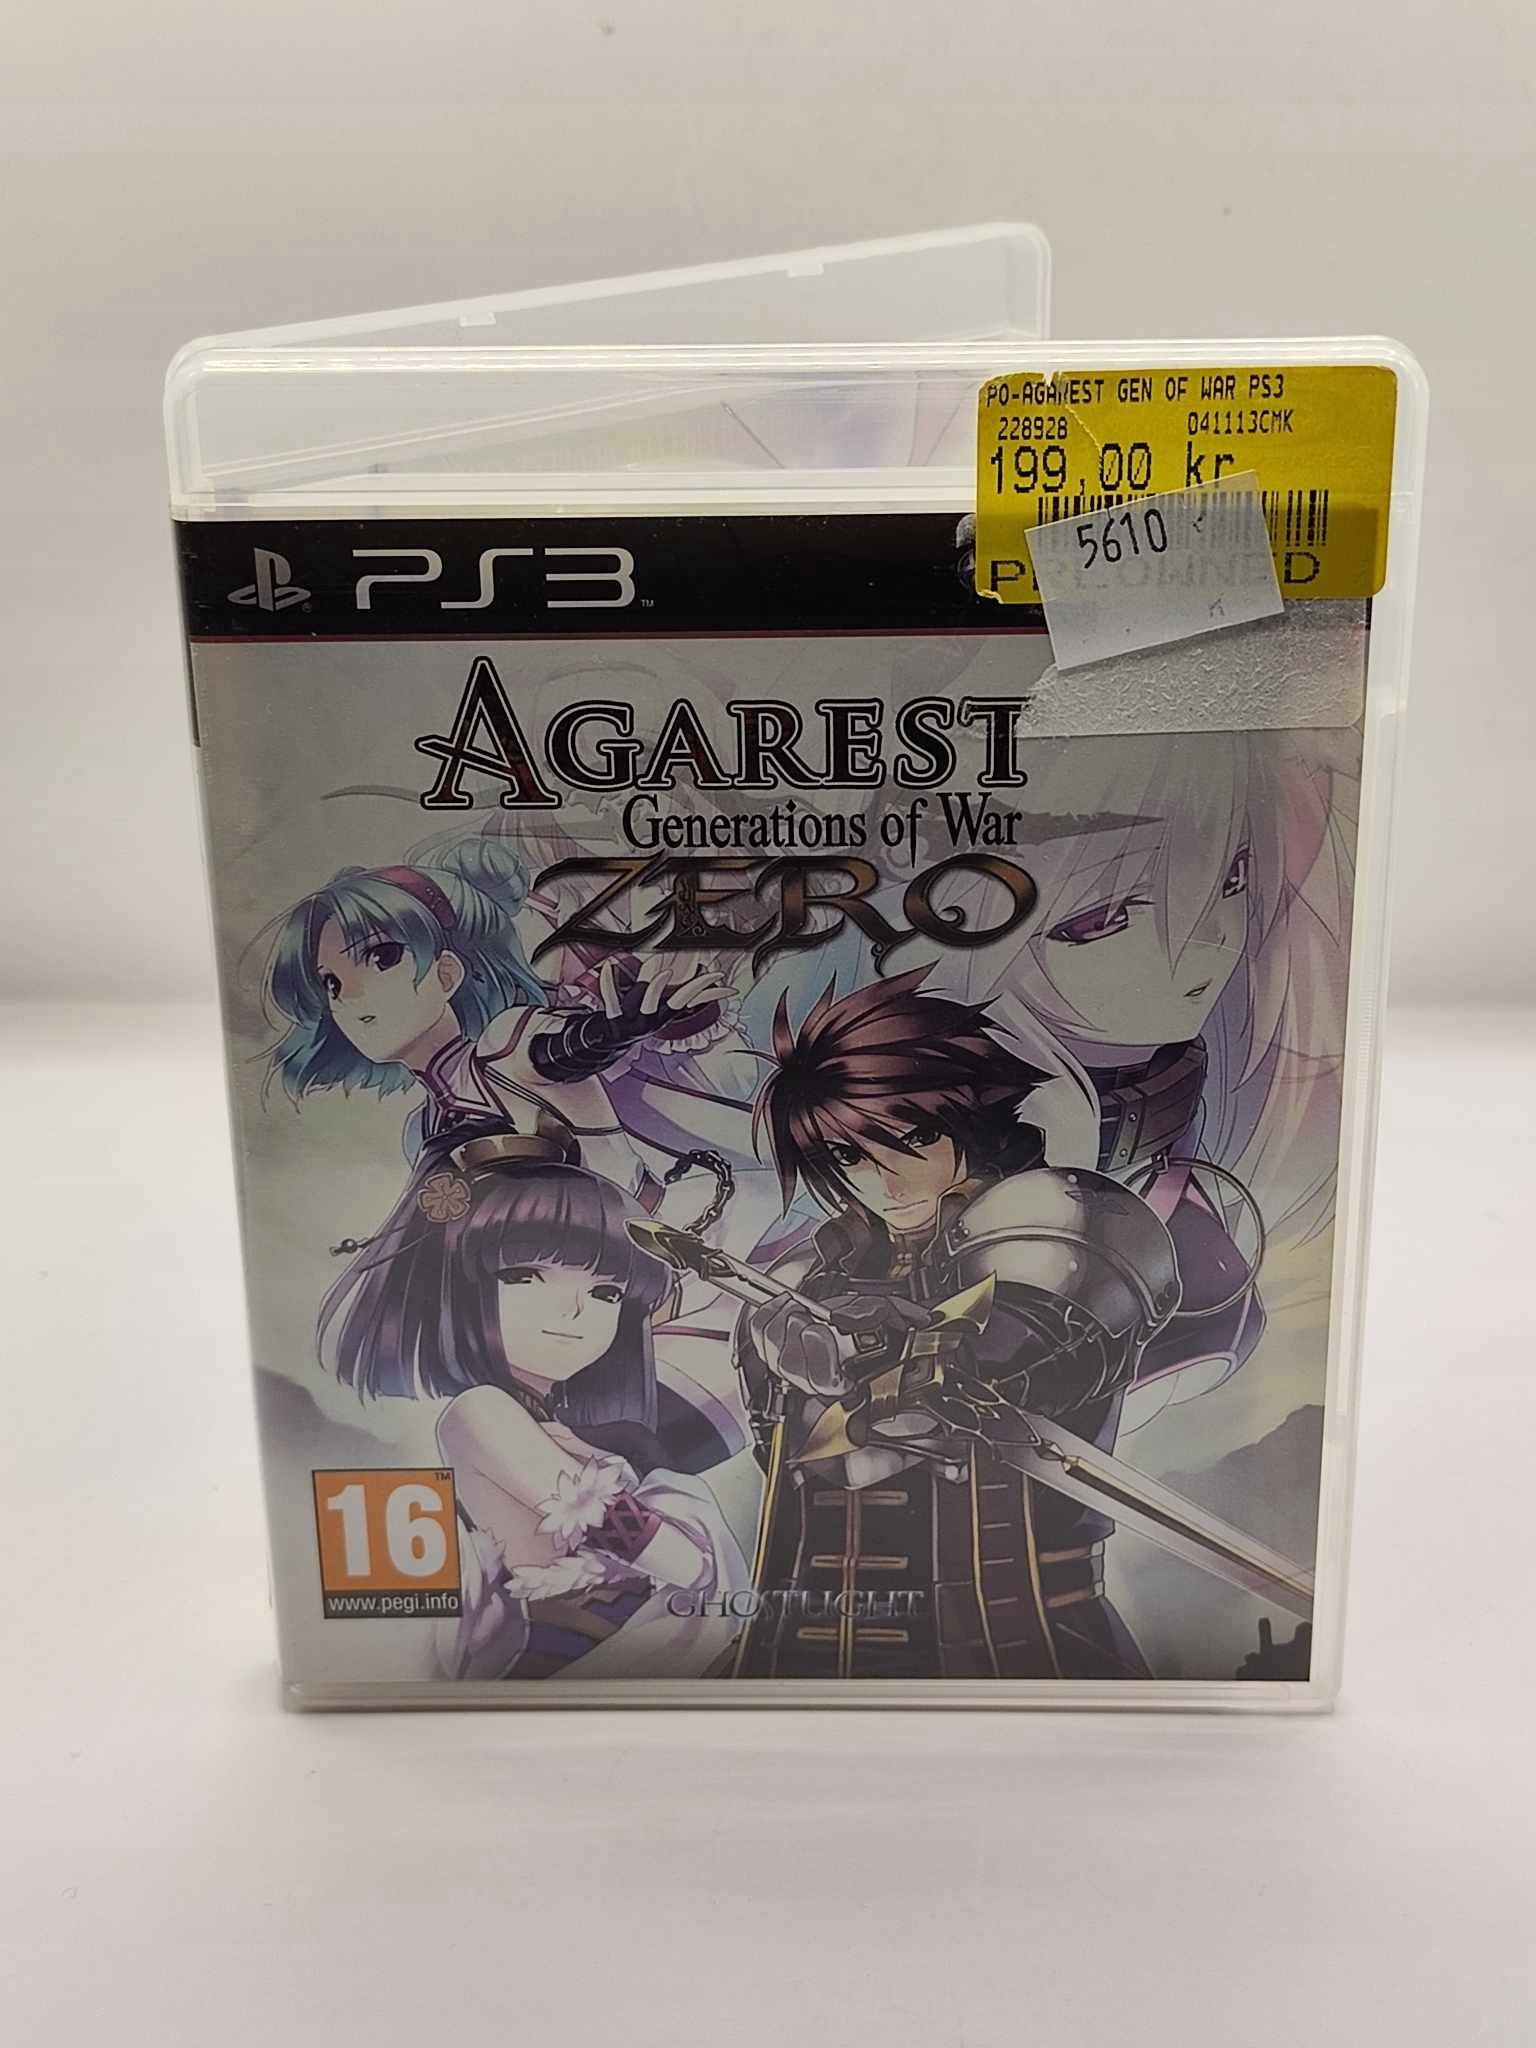 PO-AGAREST GEN OF WAR PS3
228928 041113CMK
199,00 kr
5610
PS3
AGAREST
Generations of War
ZERO
16
www.pegi.info
GHOSTLIGHT